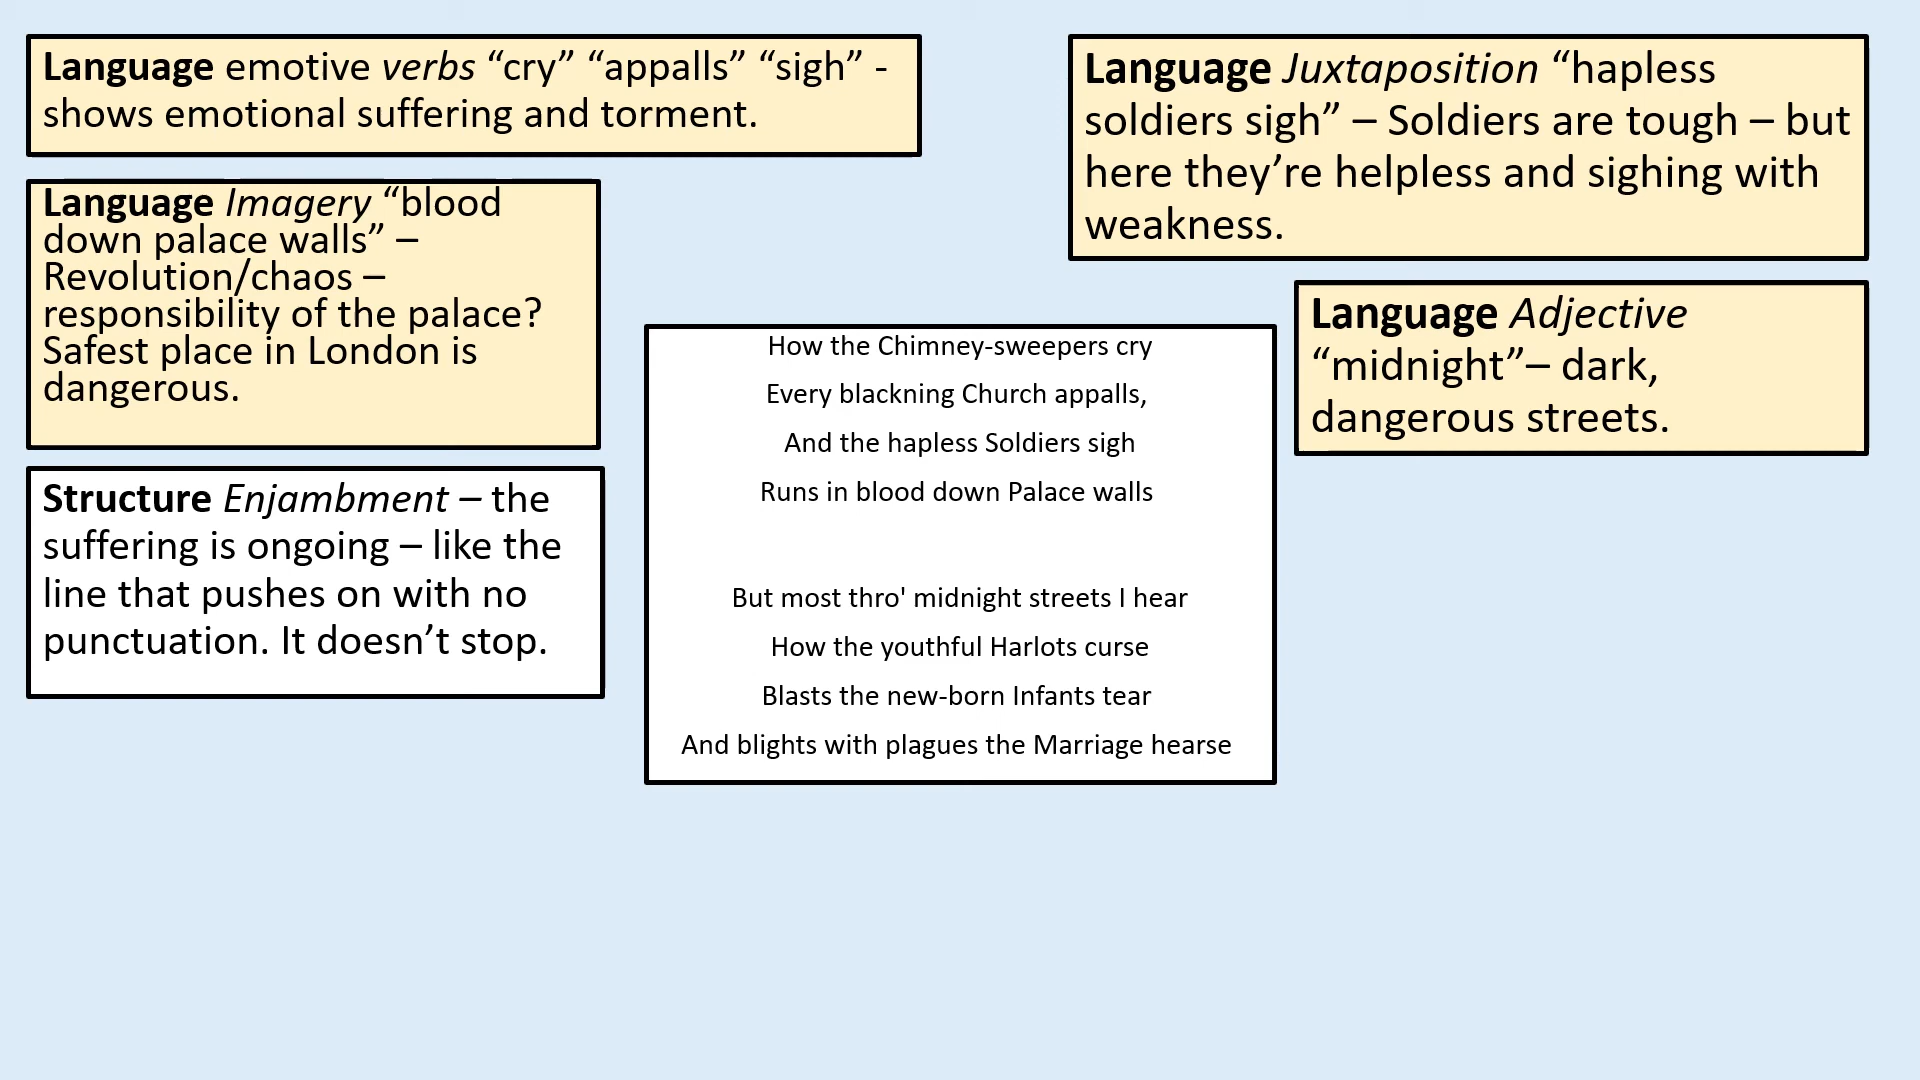 Language emotive verbs “cry” “appalls” “sigh” -
shows emotional suffering and torment.
Language Imagery “blood
down palace walls” –
Revolution/chaos –
responsibility of the palace?
Safest place in London is
dangerous.
Structure Enjambment – the
suffering is ongoing – like the
line that pushes on with no
punctuation. It doesn’t stop.
How the Chimney-sweepers cry
Every blackning Church appalls,
And the hapless Soldiers sigh
Runs in blood down Palace walls
But most thro' midnight streets I hear
How the youthful Harlots curse
Blasts the new-born Infants tear
And blights with plagues the Marriage hearse
Language Juxtaposition “hapless
soldiers sigh” – Soldiers are tough – but
here they’re helpless and sighing with
weakness.
Language Adjective
“midnight”– dark,
dangerous streets.